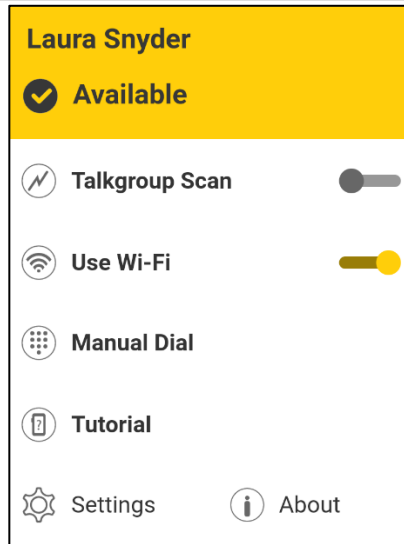 Laura Snyder
Available
Talkgroup Scan
Use Wi-Fi
Manual Dial
Tutorial
Settings
About